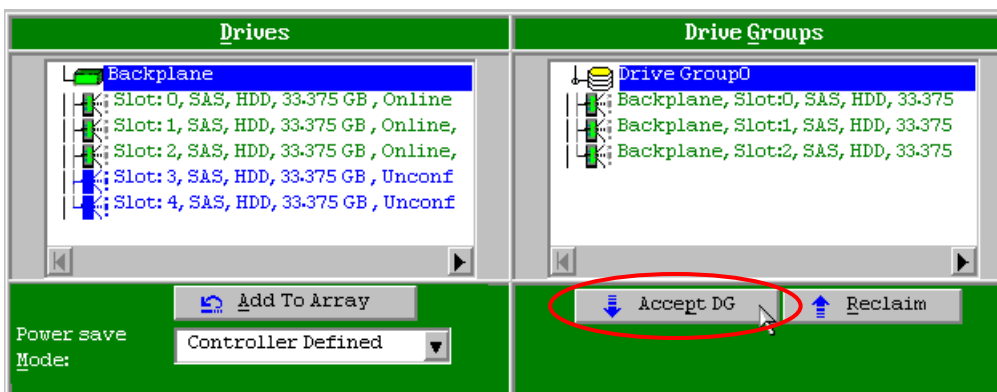 Drives
Backplane
Slot: 0, SAS, HDD, 33.375 GB , Online
Slot: 1, SAS, HDD, 33.375 GB , Online,
Slot: 2, SAS, HDD, 33.375 GB , Online,
Slot: 3, SAS, HDD, 33.375 GB , Unconf
Slot: 4, SAS, HDD, 33.375 GB , Unconf
Add To Array
Power save
Mode:
Controller Defined
Drive Groups
Drive Group0
Backplane, Slot:0, SAS, HDD, 33.375
Backplane, Slot:1, SAS, HDD, 33.375
Backplane, Slot:2, SAS, HDD, 33.375
Accept DG
Reclaim